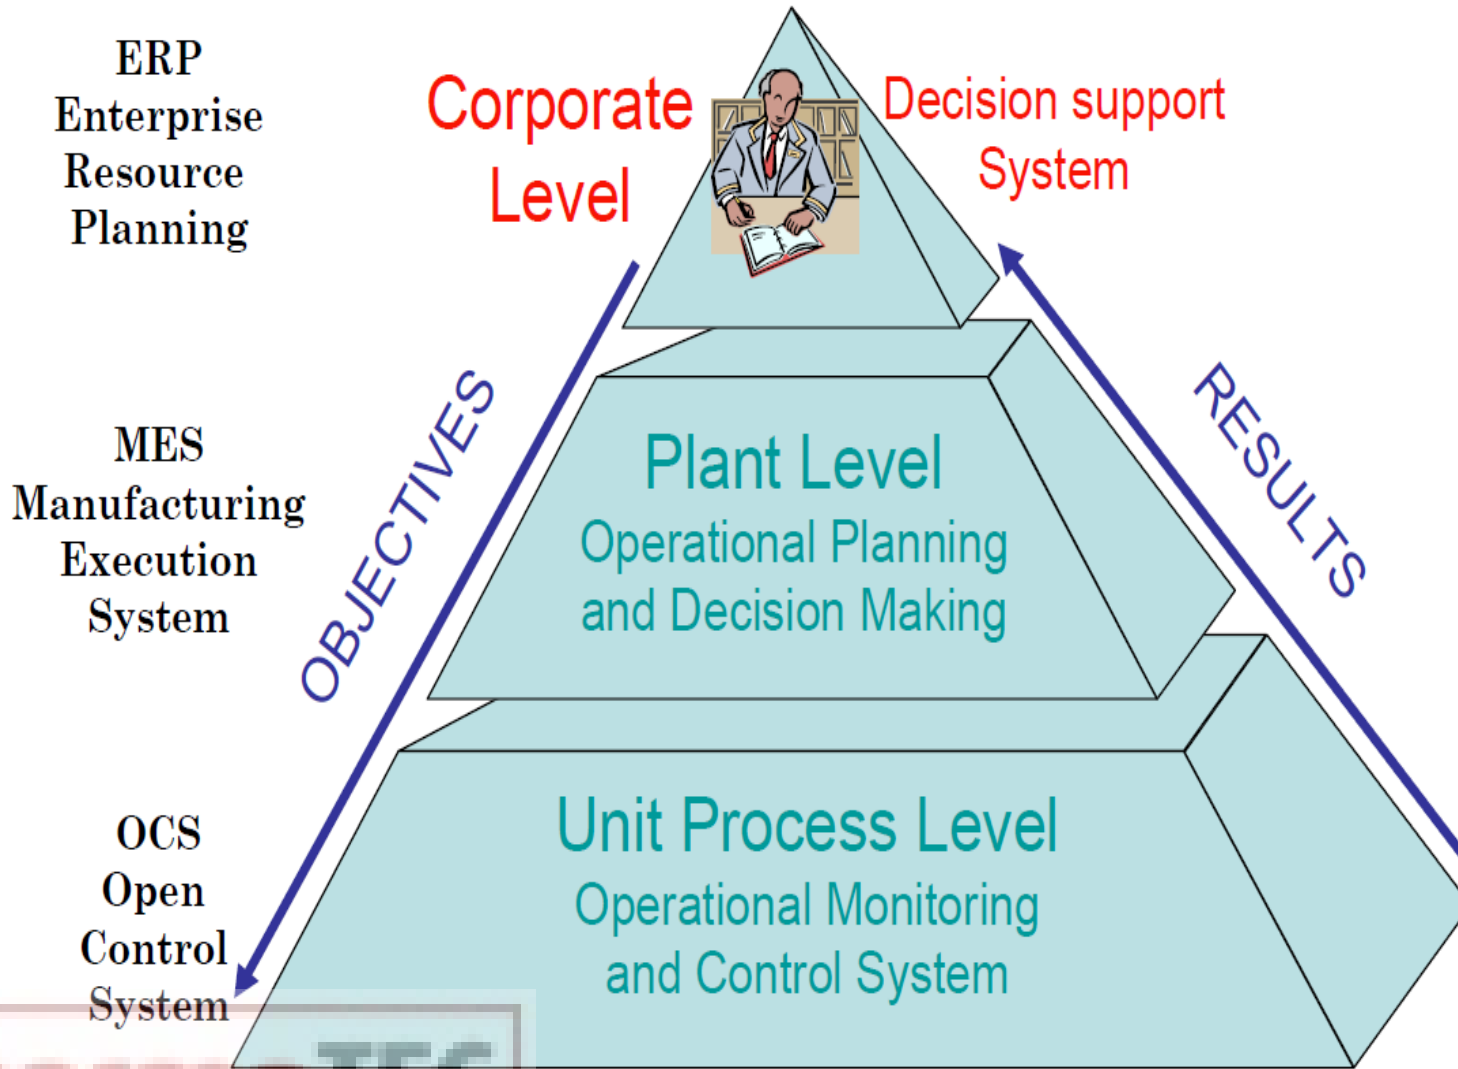 ERP
Enterprise
Resource
Planning
Corporate
Level
Decision support
System
OBJECTIVES
RESULTS
MES
Manufacturing
Execution
System
Plant Level
Operational Planning
and Decision Making
OCS
Open
Control
System
Unit Process Level
Operational Monitoring
and Control System